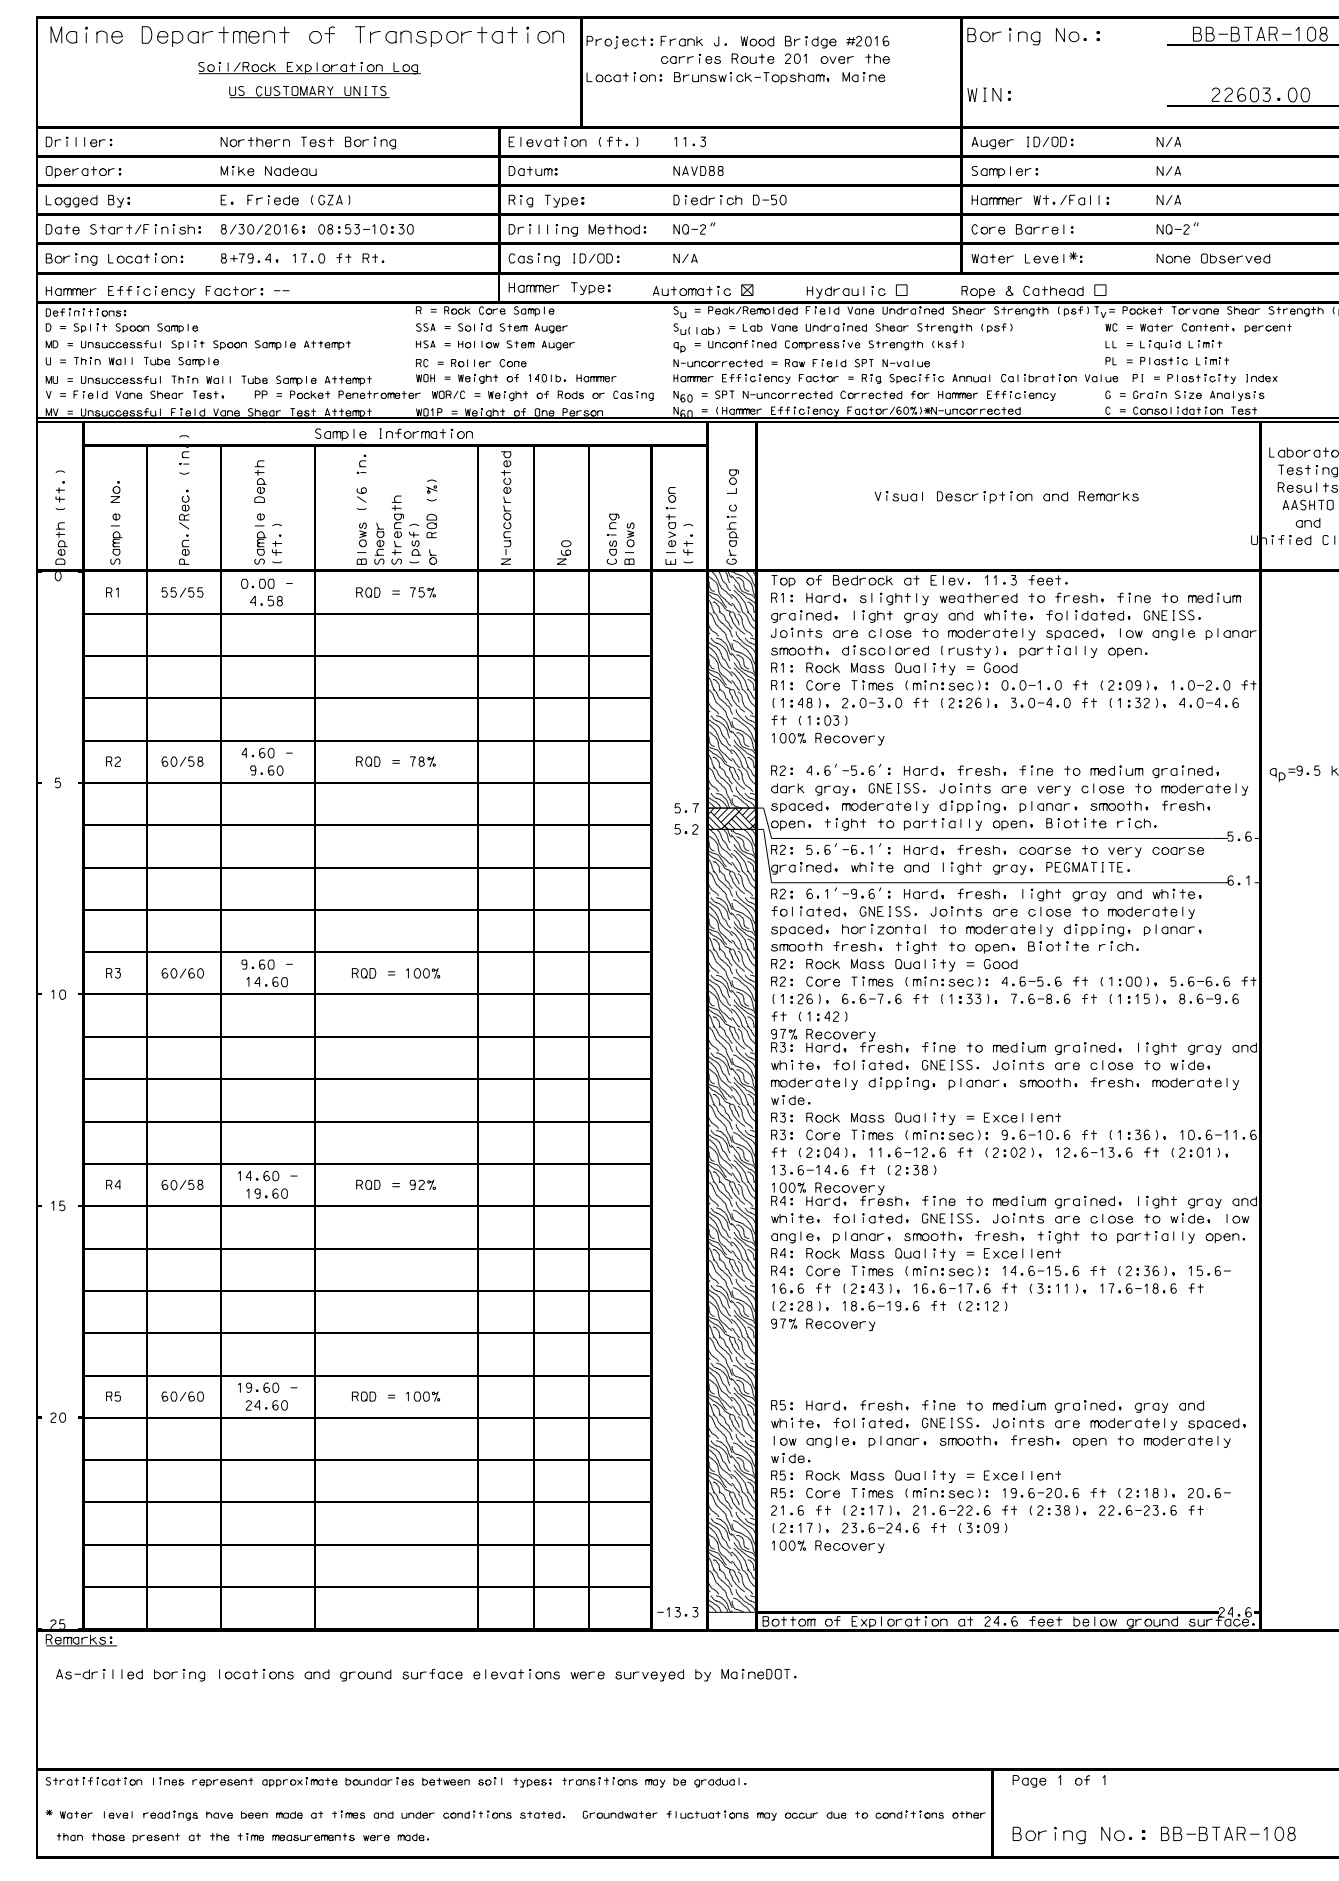 Maine Department of Transportation
Soil/Rock Exploration Log
US CUSTOMARY UNITS
Project: Frank J. Wood Bridge #2016
carries Route 201 over the
Location: Brunswick-Topsham, Maine
Boring No.: BB-BTAR-108
WIN: 22603.00
Driller: Northern Test Boring Elevation (ft.) 11.3 Auger ID/OD: N/A
Operator: Mike Nadeau Datum: NAVD88 Sampler: N/A
Logged By: E. Friede (GZA) Rig Type: Diedrich D-50 Hammer Wt./Fall: N/A
Date Start/Finish: 8/30/2016; 08:53-10:30 Drilling Method: NQ-2" Core Barrel: NQ-2"
Boring Location: 8+79.4, 17.0 ft Rt. Casing ID/OD: N/A Water Level*: None Observed
Hammer Efficiency Factor: -- Hammer Type: Automatic ☒ Hydraulic ☐ Rope & Cathead ☐
Definitions: R = Rock Core Sample Su = Peak/Remolded Field Vane Undrained Shear Strength (psf) Tv = Pocket Torvane Shear Strength (p
D = Split Spoon Sample SSA = Solid Stem Auger Su(lab) = Lab Vane Undrained Shear Strength (psf) WC = Water Content, percent
MD = Unsuccessful Split Spoon Sample Attempt HSA = Hollow Stem Auger qp = Unconfined Compressive Strength (ksf) LL = Liquid Limit
U = Thin Wall Tube Sample RC = Roller Cone N-uncorrected = Raw Field SPT N-value PL = Plastic Limit
MU = Unsuccessful Thin Wall Tube Sample Attempt WOH = Weight of 140lb. Hammer Hammer Efficiency Factor = Rig Specific Annual Calibration Value PI = Plasticity Index
V = Field Vane Shear Test, PP = Pocket Penetrometer WOR/C = Weight of Rods or Casing N60 = SPT N-uncorrected Corrected for Hammer Efficiency G = Grain Size Analysis
MV = Unsuccessful Field Vane Shear Test Attempt WO1P = Weight of One Person N60 = (Hammer Efficiency Factor/60%)*N-uncorrected C = Consolidation Test
Sample Information
Depth (ft.)
Sample No.
Pen./Rec. (in.)
Sample Depth
(ft.)
Blows (/6 in.
Shear
Strength
(psf)
or RQD (%)
N-uncorrected
N60
Casing
Blows
Elevation
(ft.)
Graphic Log
Visual Description and Remarks
Laborato
Testing
Results
AASHTO
and
Unified Cl
0
R1 55/55 0.00 -
4.58 RQD = 75%
Top of Bedrock at Elev. 11.3 feet.
R1: Hard, slightly weathered to fresh, fine to medium
grained, light gray and white, folidated, GNEISS.
Joints are close to moderately spaced, low angle planar
smooth, discolored (rusty), partially open.
R1: Rock Mass Quality = Good
R1: Core Times (min:sec): 0.0-1.0 ft (2:09), 1.0-2.0 ft
(1:48), 2.0-3.0 ft (2:26), 3.0-4.0 ft (1:32), 4.0-4.6
ft (1:03)
100% Recovery
R2 60/58 4.60 -
9.60 RQD = 78%
5
R2: 4.6'-5.6': Hard, fresh, fine to medium grained,
dark gray, GNEISS. Joints are very close to moderately
spaced, moderately dipping, planar, smooth, fresh,
open, tight to partially open, Biotite rich.
qp=9.5 k
5.7
5.2
5.6
R2: 5.6'-6.1': Hard, fresh, coarse to very coarse
grained, white and light gray, PEGMATITE.
6.1
R2: 6.1'-9.6': Hard, fresh, light gray and white,
foliated, GNEISS. Joints are close to moderately
spaced, horizontal to moderately dipping, planar,
smooth fresh, tight to open, Biotite rich.
R2: Rock Mass Quality = Good
R2: Core Times (min:sec): 4.6-5.6 ft (1:00), 5.6-6.6 ft
(1:26), 6.6-7.6 ft (1:33), 7.6-8.6 ft (1:15), 8.6-9.6
ft (1:42)
97% Recovery
R3 60/60 9.60 -
14.60 RQD = 100%
10
R3: Hard, fresh, fine to medium grained, light gray and
white, foliated, GNEISS. Joints are close to wide,
moderately dipping, planar, smooth, fresh, moderately
wide.
R3: Rock Mass Quality = Excellent
R3: Core Times (min:sec): 9.6-10.6 ft (1:36), 10.6-11.6
ft (2:04), 11.6-12.6 ft (2:02), 12.6-13.6 ft (2:01),
13.6-14.6 ft (2:38)
100% Recovery
R4 60/58 14.60 -
19.60 RQD = 92%
15
R4: Hard, fresh, fine to medium grained, light gray and
white, foliated, GNEISS. Joints are close to wide, low
angle, planar, smooth, fresh, tight to partially open.
R4: Rock Mass Quality = Excellent
R4: Core Times (min:sec): 14.6-15.6 ft (2:36), 15.6-
16.6 ft (2:43), 16.6-17.6 ft (3:11), 17.6-18.6 ft
(2:28), 18.6-19.6 ft (2:12)
97% Recovery
R5 60/60 19.60 -
24.60 RQD = 100%
20
R5: Hard, fresh, fine to medium grained, gray and
white, foliated, GNEISS. Joints are moderately spaced,
low angle, planar, smooth, fresh, open to moderately
wide.
R5: Rock Mass Quality = Excellent
R5: Core Times (min:sec): 19.6-20.6 ft (2:18), 20.6-
21.6 ft (2:17), 21.6-22.6 ft (2:38), 22.6-23.6 ft
(2:17), 23.6-24.6 ft (3:09)
100% Recovery
-13.3
24.6
25
Bottom of Exploration at 24.6 feet below ground surface.
Remarks:
As-drilled boring locations and ground surface elevations were surveyed by MaineDOT.
Stratification lines represent approximate boundaries between soil types; transitions may be gradual.
* Water level readings have been made at times and under conditions stated. Groundwater fluctuations may occur due to conditions other
than those present at the time measurements were made.
Page 1 of 1
Boring No.: BB-BTAR-108